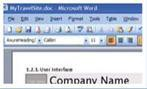 MyTravelSite.doc - Microsoft Word
File Edit View Insert Format Tools Table Window
Calibri 11 B
1.2.1. User Interface
Company Name